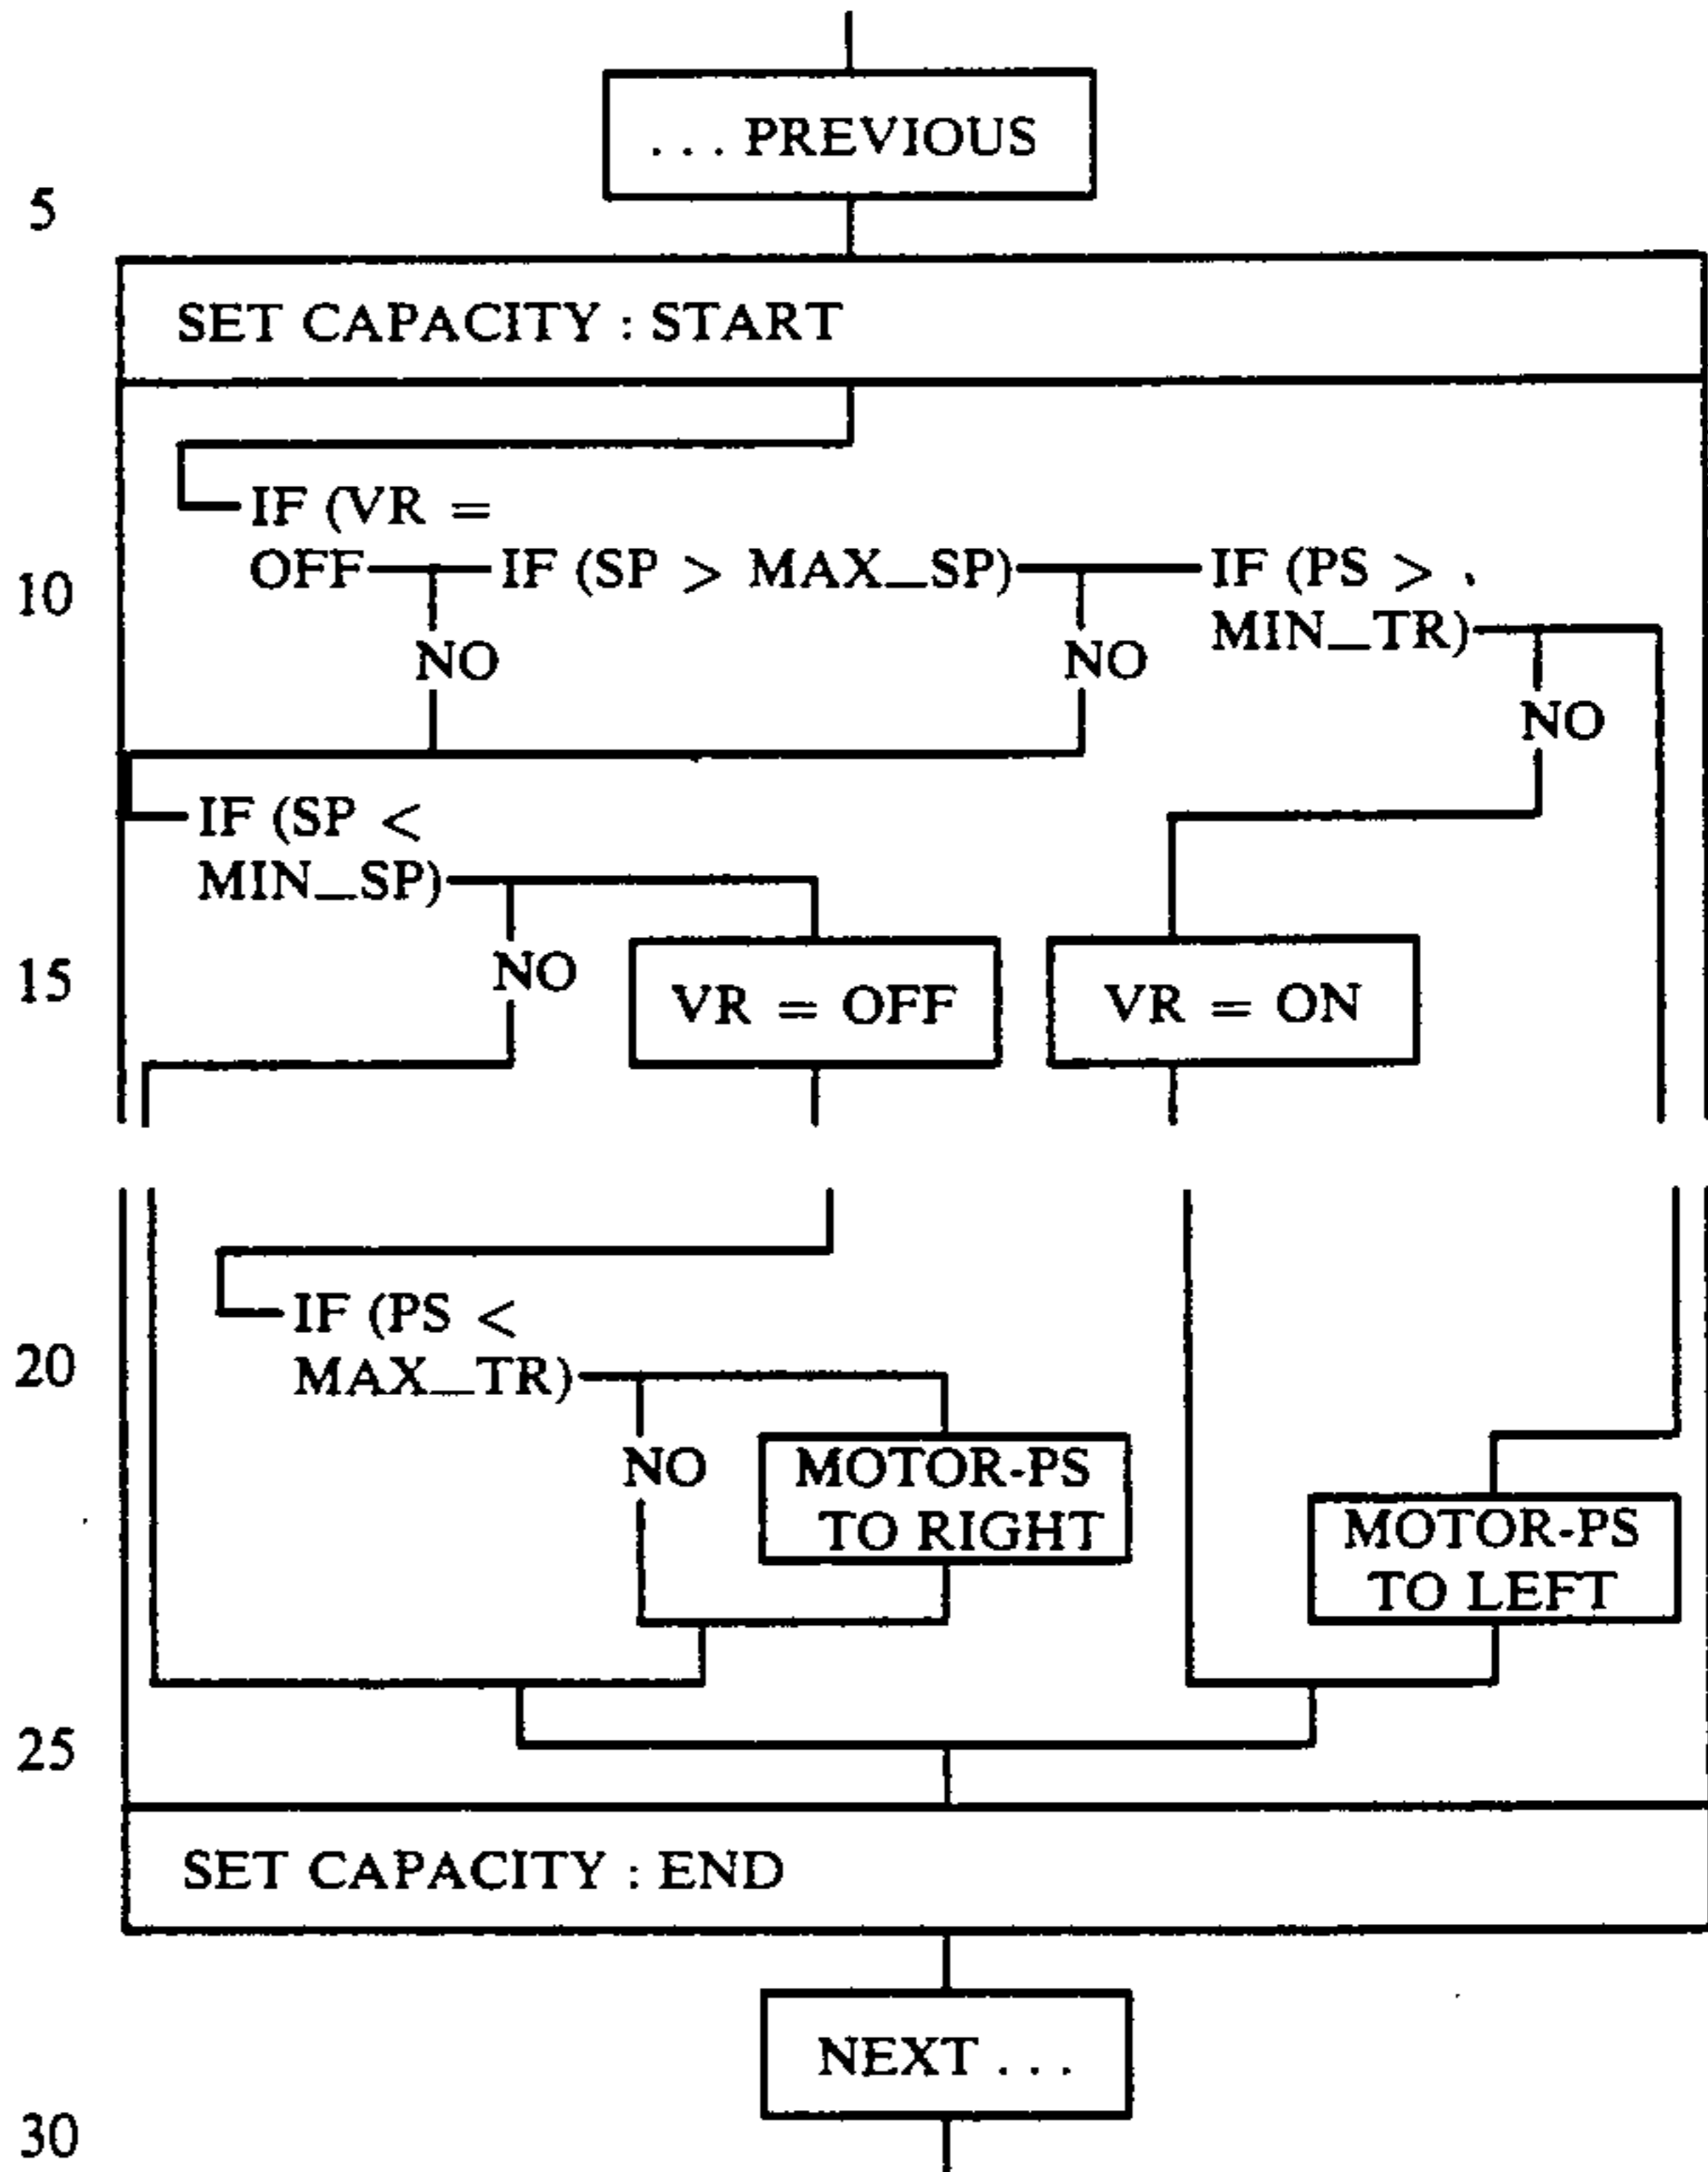 ... PREVIOUS
5
SET CAPACITY : START
IF (VR =
OFF IF (SP > MAX_SP) IF (PS > .
10
MIN_TR)
NO NO
NO
IF (SP <
MIN_SP)
NO
15
VR = OFF VR = ON
IF (PS <
20
MAX_TR)
NO MOTOR-PS
TO RIGHT MOTOR-PS
TO LEFT
25
SET CAPACITY : END
NEXT ...
30